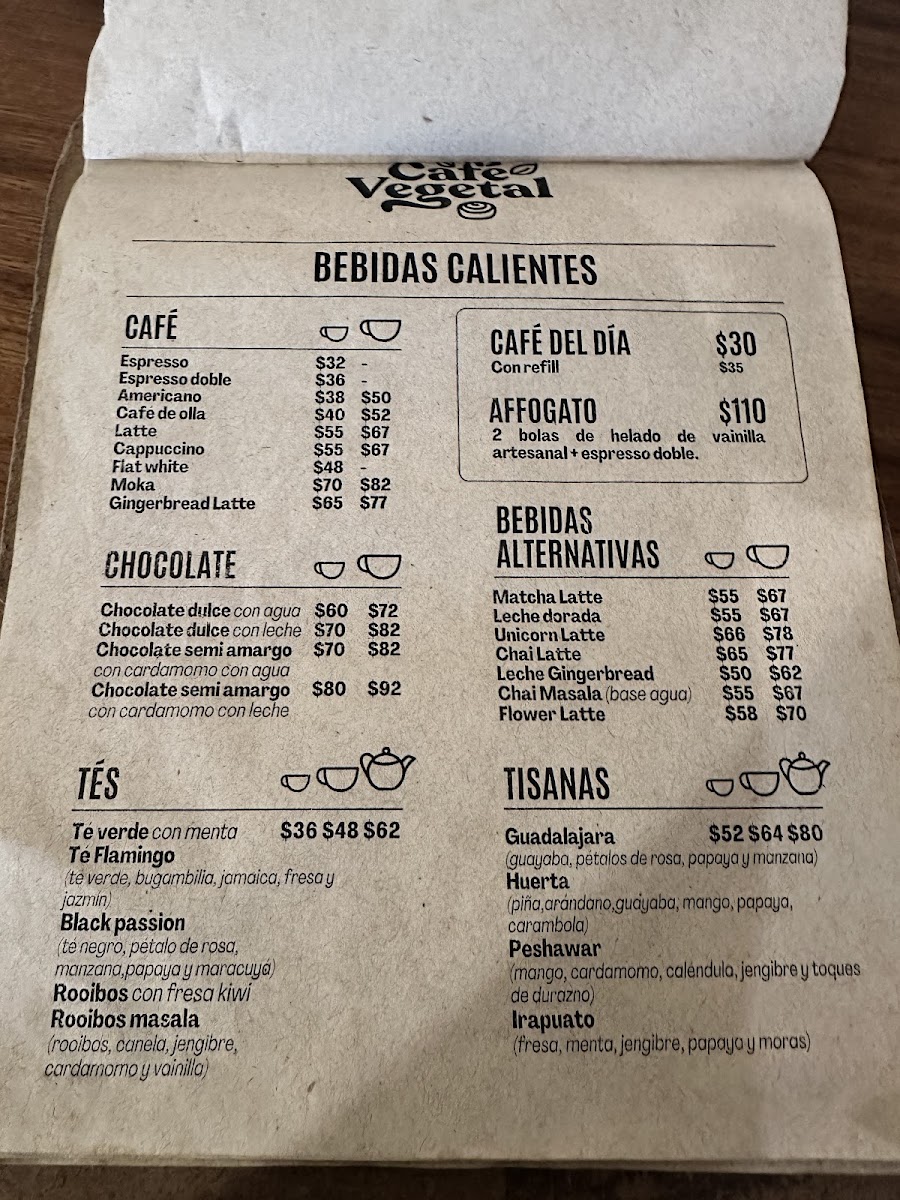 Café
Vegetal
BEBIDAS CALIENTES
CAFÉ
Espresso $32 -
Espresso doble $36 -
Americano $38 $50
Café de olla $40 $52
Latte $55 $67
Cappuccino $55 $67
Flat white $48 -
Moka $70 $82
Gingerbread Latte $65 $77
CHOCOLATE
Chocolate dulce con agua $60 $72
Chocolate dulce con leche $70 $82
Chocolate semi amargo $70 $82
con cardamomo con agua
Chocolate semi amargo $80 $92
con cardamomo con leche
TÉS
Té verde con menta $36 $48 $62
Té Flamingo
(té verde, bugambilia, jamaica, fresa y
jazmín)
Black passion
(té negro, pétalo de rosa,
manzana,papaya y maracuyá)
Rooibos con fresa kiwi
Rooibos masala
(rooibos, canela, jengibre,
cardamomo y vainilla)
CAFÉ DEL DÍA $30
Con refill $35
AFFOGATO $110
2 bolas de helado de vainilla
artesanal + espresso doble.
BEBIDAS
ALTERNATIVAS
Matcha Latte $55 $67
Leche dorada $55 $67
Unicorn Latte $66 $78
Chai Latte $65 $77
Leche Gingerbread $50 $62
Chai Masala (base agua) $55 $67
Flower Latte $58 $70
TISANAS
Guadalajara $52 $64 $80
(guayaba, pétalos de rosa, papaya y manzana)
Huerta
(piña,arándano,guayaba, mango, papaya,
carambola)
Peshawar
(mango, cardamomo, caléndula, jengibre y toques
de durazno)
Irapuato
(fresa, menta, jengibre, papaya y moras)